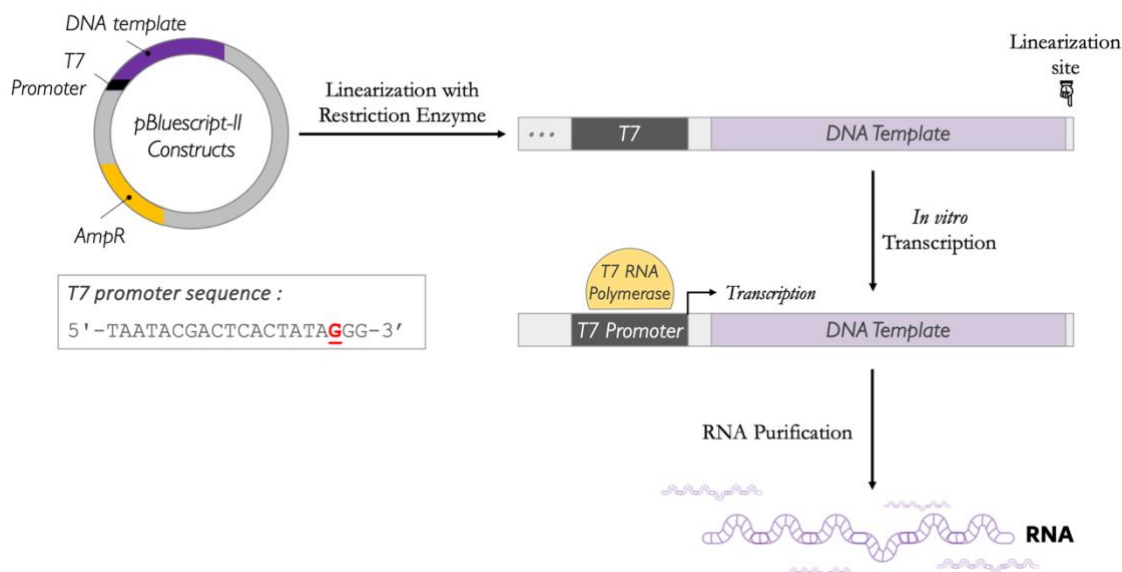 DNA template
T7
Promoter
pBluescript-II
Constructs
AmpR
Linearization with
Restriction Enzyme
Linearization
site
...
T7
DNA Template
In vitro
Transcription
T7 promoter sequence :
5'-TAATACGACTCACTATAGGG-3'
T7 RNA
Polymerase
Transcription
T7 Promoter
DNA Template
RNA Purification
RNA